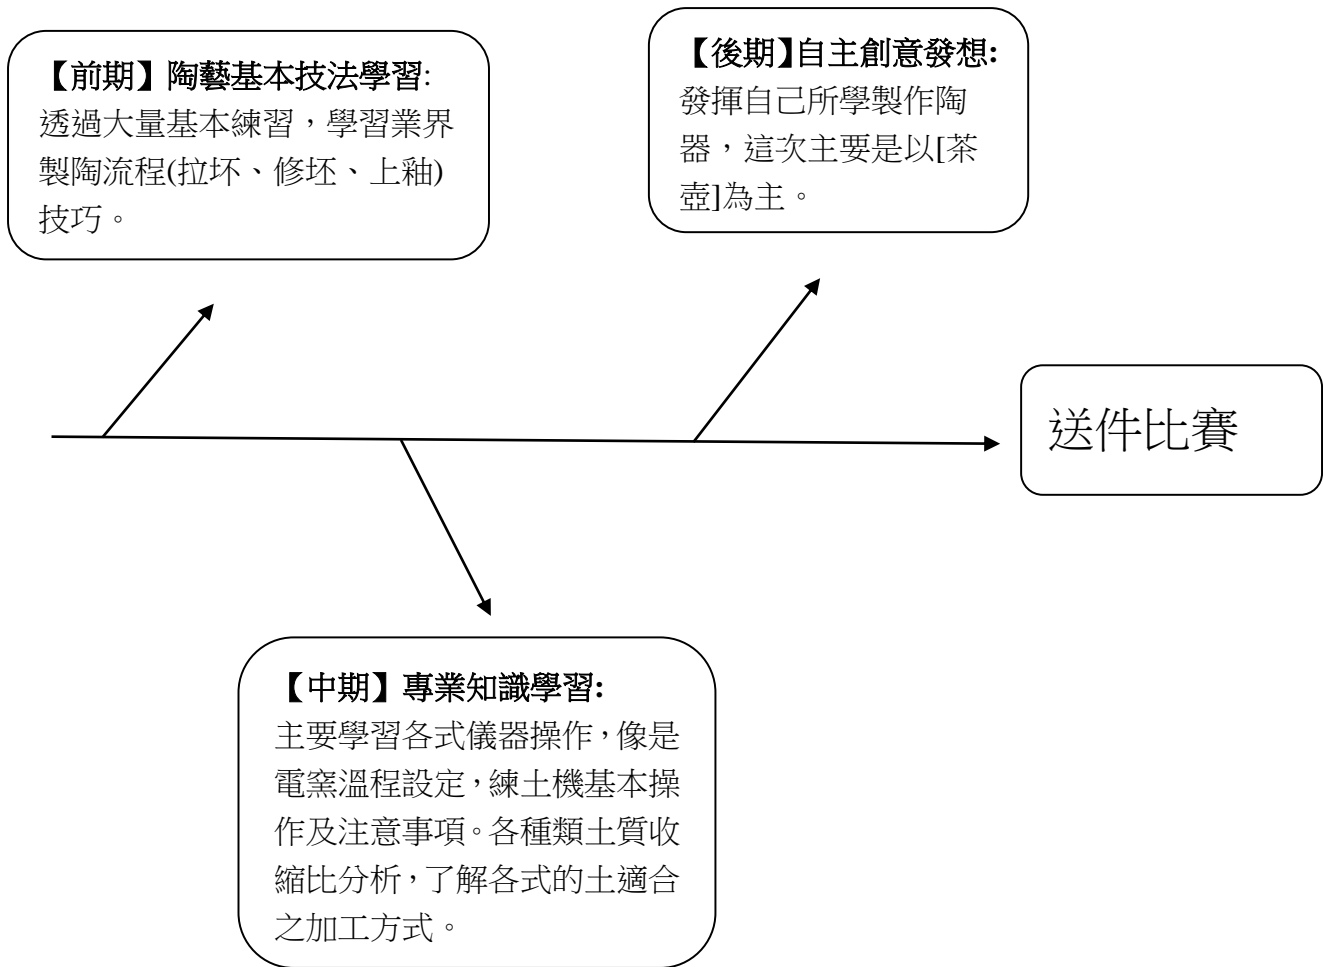 【前期】陶藝基本技法學習:
透過大量基本練習，學習業界
製陶流程(拉坏、修坯、上釉)
技巧。
【後期】自主創意發想:
發揮自己所學製作陶
器，這次主要是以[茶
壺]為主。
送件比賽
【中期】專業知識學習:
主要學習各式儀器操作，像是
電窯溫程設定，練土機基本操
作及注意事項。各種類土質收
縮比分析，了解各式的土適合
之加工方式。